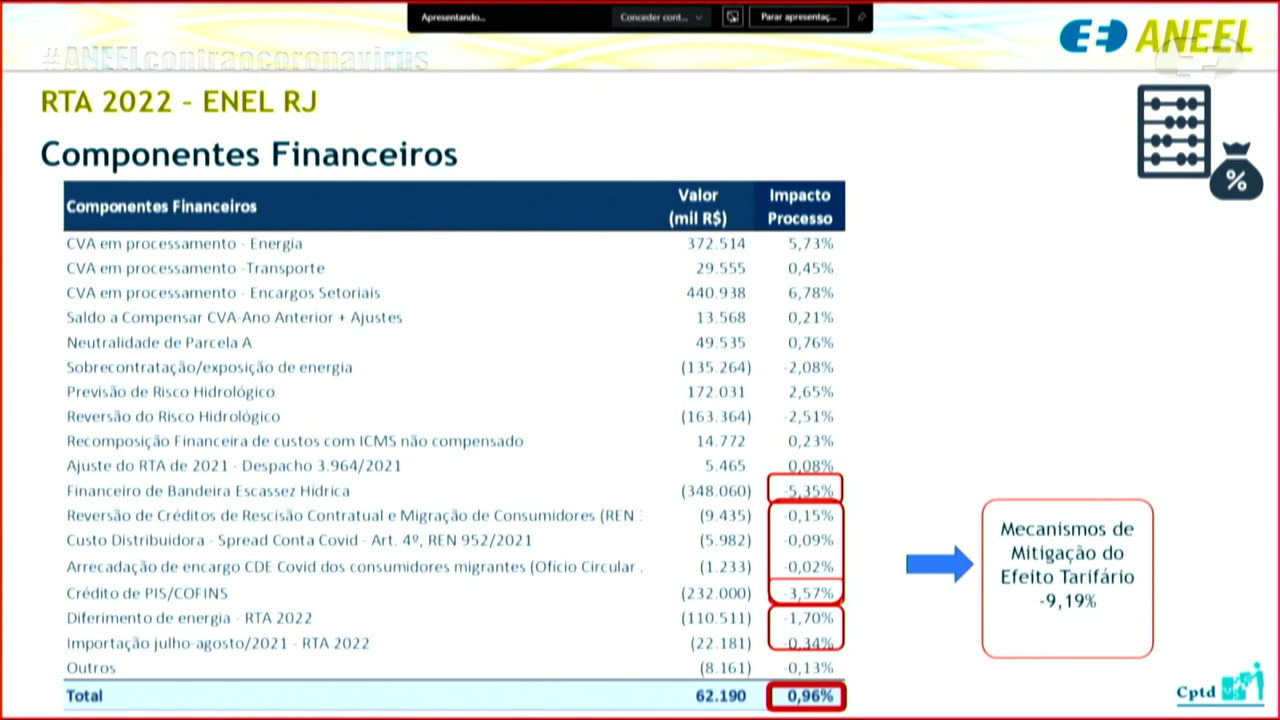 Apresentando...
Conceder cont...
Parar apresentaç...
#ANEELcontraocoronavirus
ANEEL
RTA 2022 - ENEL RJ
Componentes Financeiros
%
Componentes Financeiros Valor (mil R$) Impacto Processo
CVA em processamento - Energia 372.514 5,73%
CVA em processamento -Transporte 29.555 0,45%
CVA em processamento - Encargos Setoriais 440.938 6,78%
Saldo a Compensar CVA-Ano Anterior + Ajustes 13.568 0,21%
Neutralidade de Parcela A 49.535 0,76%
Sobrecontratação/exposição de energia (135.264) -2,08%
Previsão de Risco Hidrológico 172.031 2,65%
Reversão do Risco Hidrológico (163.364) -2,51%
Recomposição Financeira de custos com ICMS não compensado 14.772 0,23%
Ajuste do RTA de 2021 - Despacho 3.964/2021 5.465 0,08%
Financeiro de Bandeira Escassez Hídrica (348.060) -5,35%
Reversão de Créditos de Rescisão Contratual e Migração de Consumidores (REN (9.435) -0,15%
Custo Distribuidora - Spread Conta Covid - Art. 4º, REN 952/2021 (5.982) -0,09%
Arrecadação de encargo CDE Covid dos consumidores migrantes (Ofício Circular . (1.233) -0,02%
Crédito de PIS/COFINS (232.000) -3,57%
Diferimento de energia - RTA 2022 (110.511) -1,70%
Importação julho-agosto/2021 - RTA 2022 (22.181) -0,34%
Outros (8.161) -0,13%
Total 62.190 0,96%
Mecanismos de
Mitigação do
Efeito Tarifário
-9,19%
Cptd